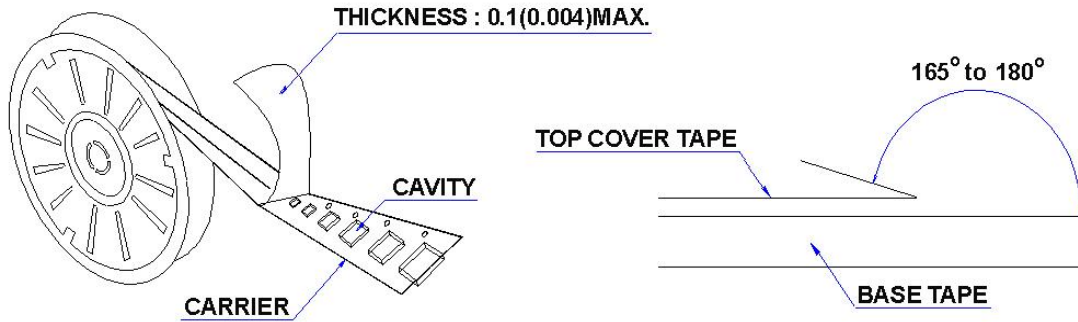 THICKNESS : 0.1(0.004)MAX.
165° to 180°
TOP COVER TAPE
CAVITY
CARRIER
BASE TAPE